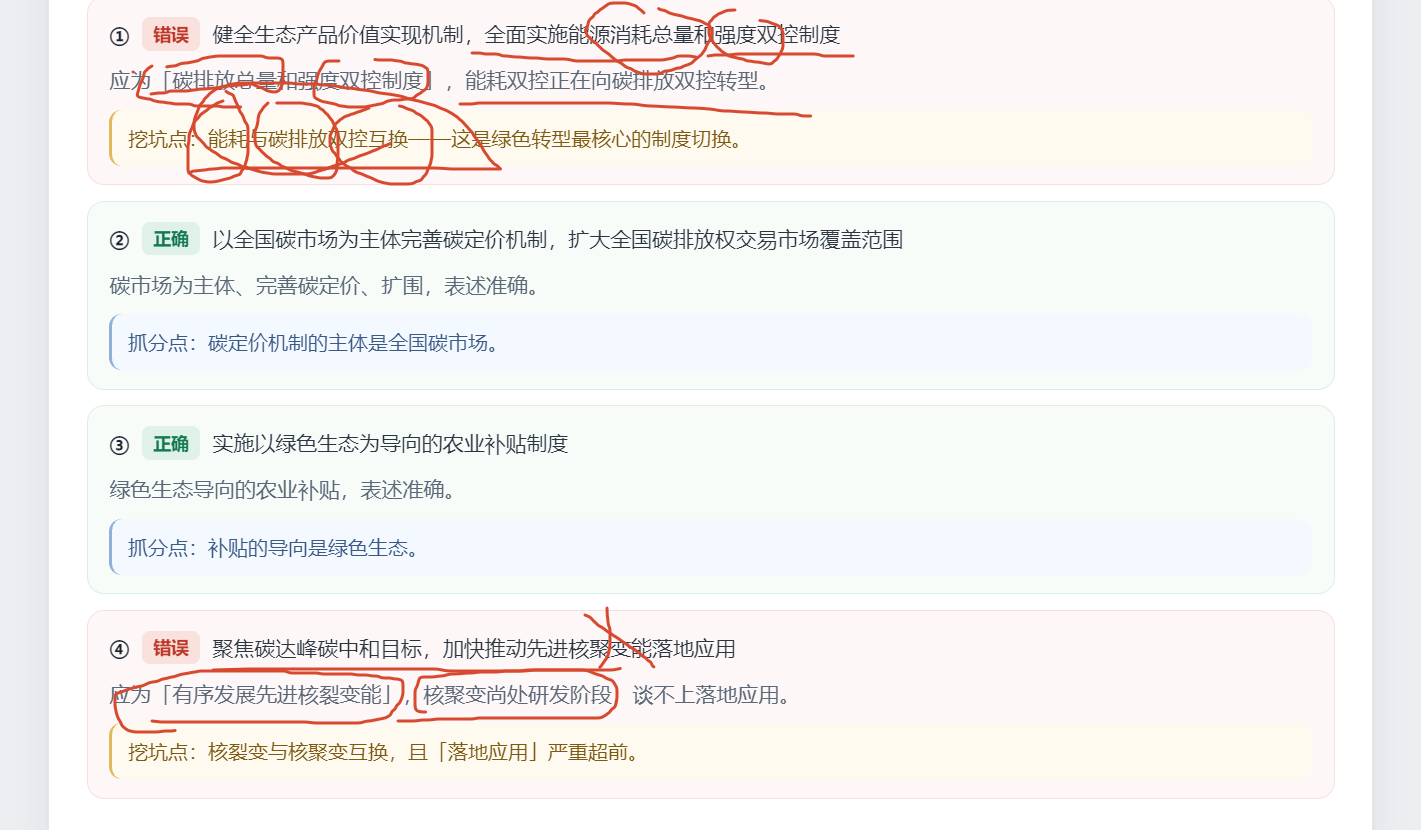 ① 错误 健全生态产品价值实现机制，全面实施能源消耗总量和强度双控制度
应为「碳排放总量和强度双控制度」，能耗双控正在向碳排放双控转型。
挖坑点：能耗与碳排放双控互换——这是绿色转型最核心的制度切换。
② 正确 以全国碳市场为主体完善碳定价机制，扩大全国碳排放权交易市场覆盖范围
碳市场为主体、完善碳定价、扩围，表述准确。
抓分点：碳定价机制的主体是全国碳市场。
③ 正确 实施以绿色生态为导向的农业补贴制度
绿色生态导向的农业补贴，表述准确。
抓分点：补贴的导向是绿色生态。
④ 错误 聚焦碳达峰碳中和目标，加快推动先进核聚变能落地应用
应为「有序发展先进核裂变能」，核聚变尚处研发阶段 谈不上落地应用。
挖坑点：核裂变与核聚变互换，且「落地应用」严重超前。